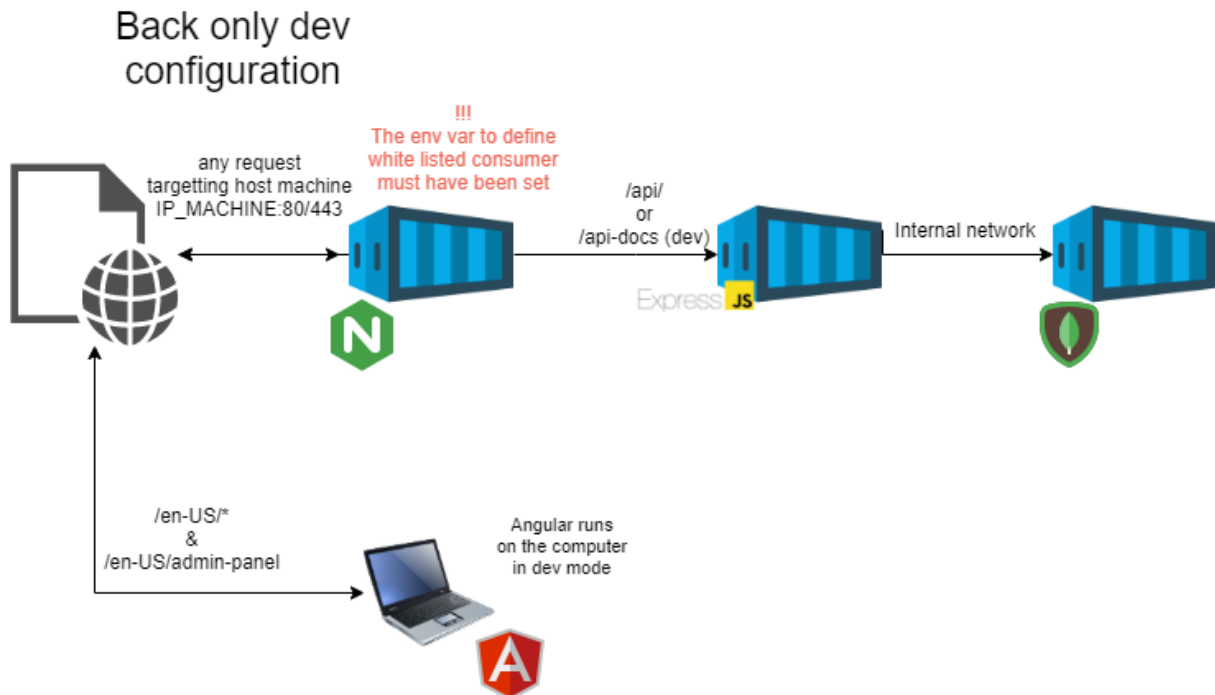 Back only dev
configuration
!!!
The env var to define
white listed consumer
must have been set
any request
targetting host machine
IP_MACHINE:80/443
/api/
or
/api-docs (dev)
Internal network
Express
JS
N
/en-US/*
&
/en-US/admin-panel
Angular runs
on the computer
in dev mode
A